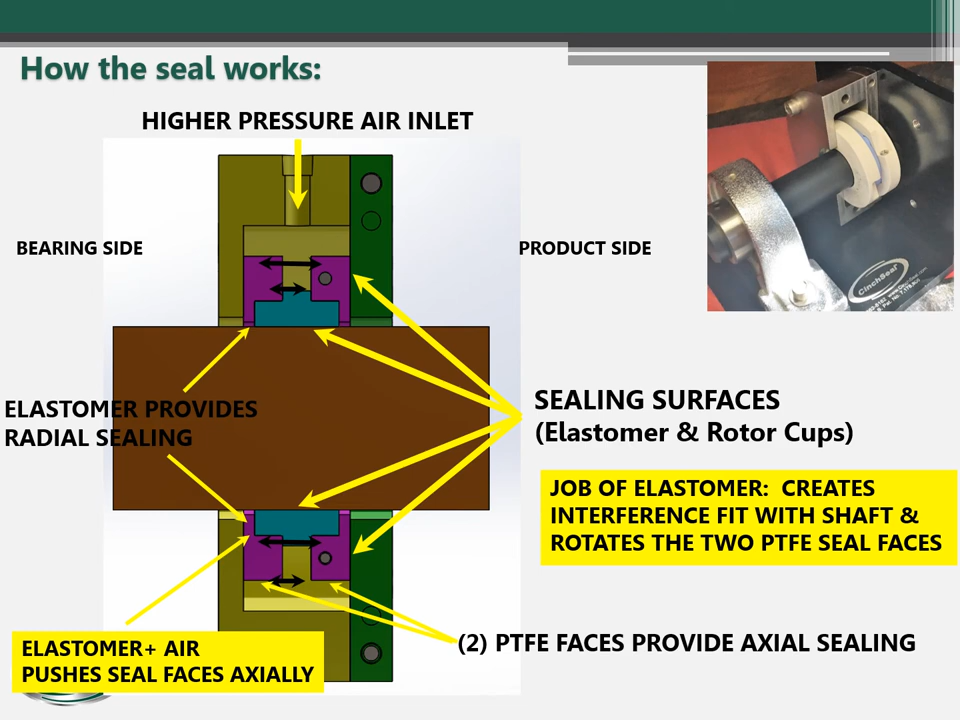 How the seal works:
HIGHER PRESSURE AIR INLET
BEARING SIDE
PRODUCT SIDE
CinchSeal
ELASTOMER PROVIDES
RADIAL SEALING
SEALING SURFACES
(Elastomer & Rotor Cups)
JOB OF ELASTOMER: CREATES
INTERFERENCE FIT WITH SHAFT &
ROTATES THE TWO PTFE SEAL FACES
(2) PTFE FACES PROVIDE AXIAL SEALING
ELASTOMER+ AIR
PUSHES SEAL FACES AXIALLY